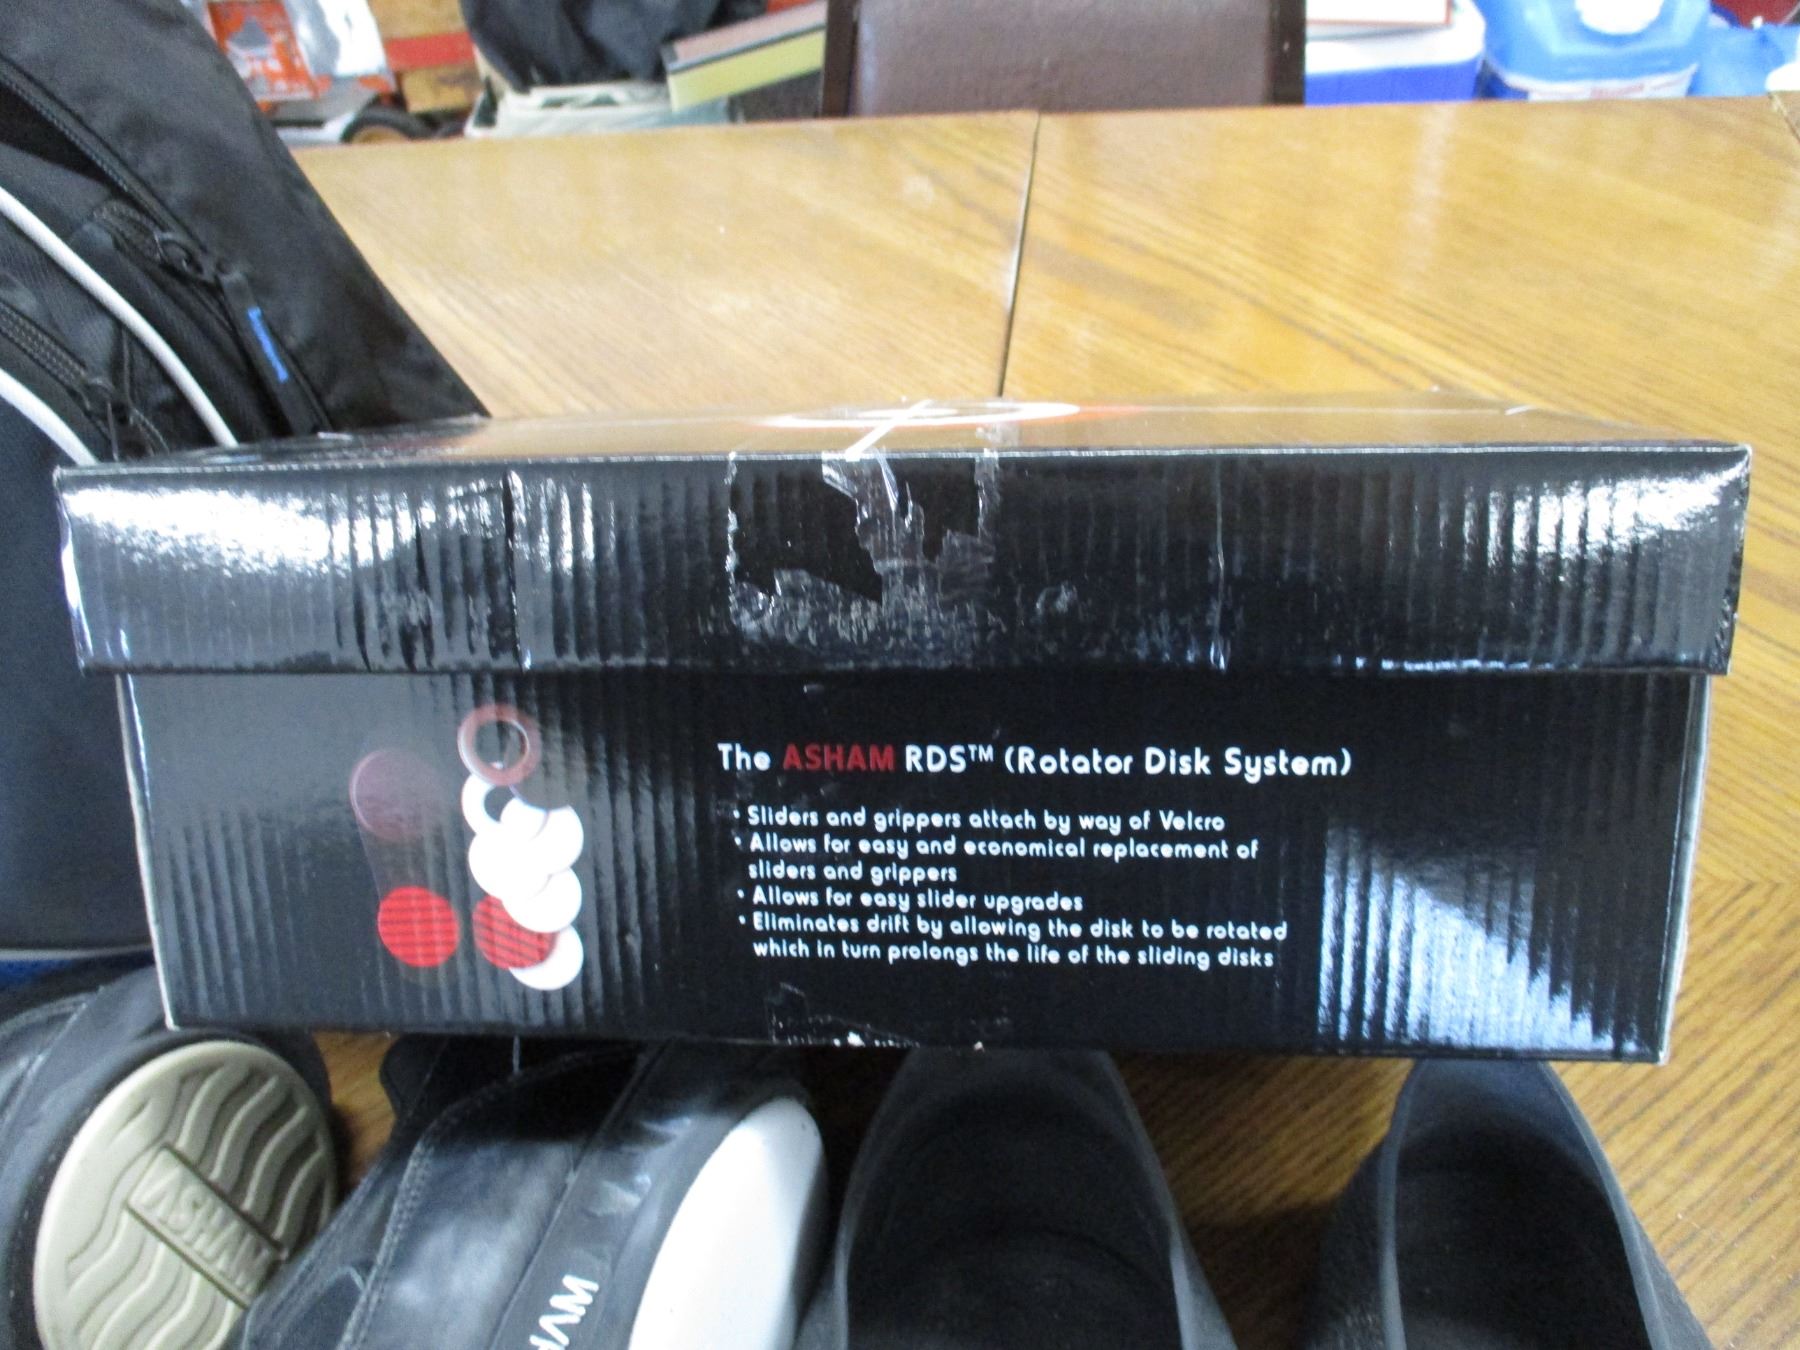 The ASHAM RDS™ (Rotator Disk System)
• Sliders and grippers attach by way of Velcro
• Allows for easy and economical replacement of
sliders and grippers
• Allows for easy slider upgrades
• Eliminates drift by allowing the disk to be rotated
which in turn prolongs the life of the sliding disks
ASHAM